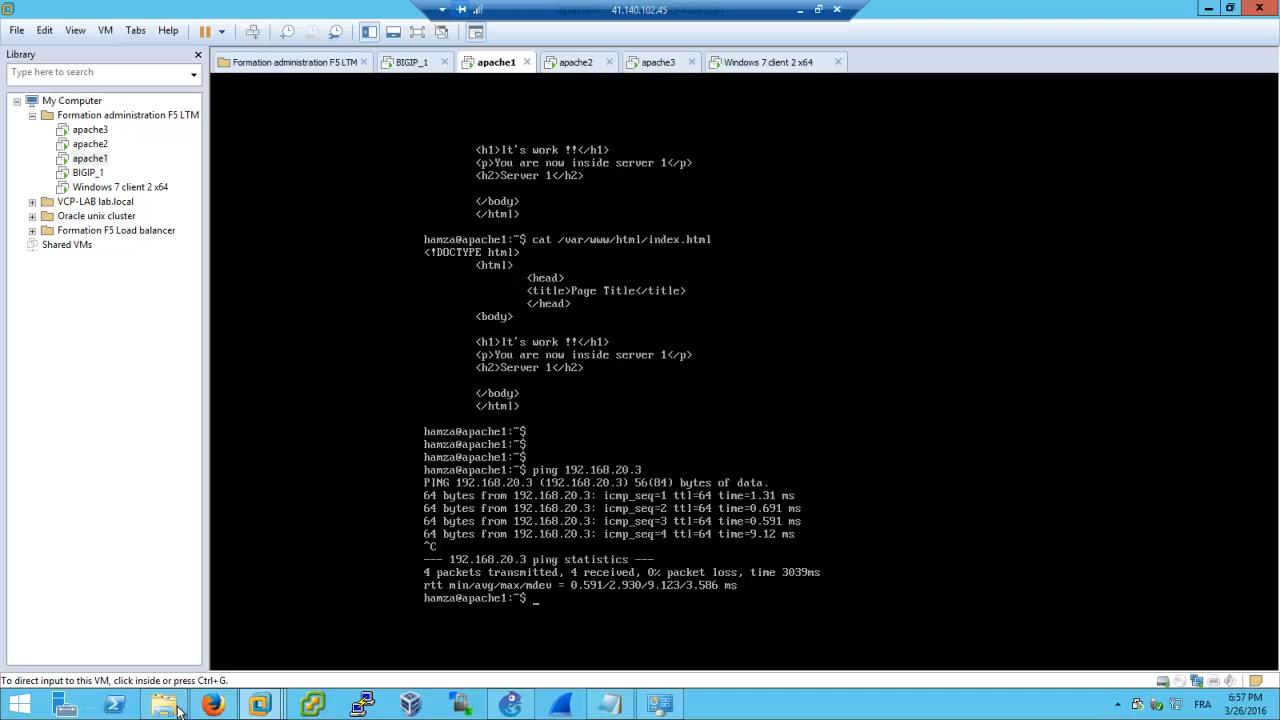 41.140.102.45
File Edit View VM Tabs Help
Library
Type here to search
My Computer
Formation administration F5 LTM
apache3
apache2
apache1
BIGIP_1
Windows 7 client 2 x64
VCP-LAB lab.local
Oracle unix cluster
Formation F5 Load balancer
Shared VMs
Formation administration F5 LTM BIGIP_1 apache1 apache2 apache3 Windows 7 client 2 x64
<h1>It's work !!</h1>
<p>You are now inside server 1</p>
<h2>Server 1</h2>
</body>
</html>
hamza@apache1:~$ cat /var/www/html/index.html
<!DOCTYPE html>
<html>
<head>
<title>Page Title</title>
</head>
<body>
<h1>It's work !!</h1>
<p>You are now inside server 1</p>
<h2>Server 1</h2>
</body>
</html>
hamza@apache1:~$
hamza@apache1:~$
hamza@apache1:~$
hamza@apache1:~$ ping 192.168.20.3
PING 192.168.20.3 (192.168.20.3) 56(84) bytes of data.
64 bytes from 192.168.20.3: icmp_seq=1 ttl=64 time=1.31 ms
64 bytes from 192.168.20.3: icmp_seq=2 ttl=64 time=0.691 ms
64 bytes from 192.168.20.3: icmp_seq=3 ttl=64 time=0.591 ms
64 bytes from 192.168.20.3: icmp_seq=4 ttl=64 time=9.12 ms
^C
--- 192.168.20.3 ping statistics ---
4 packets transmitted, 4 received, 0% packet loss, time 3039ms
rtt min/avg/max/mdev = 0.591/2.930/9.123/3.586 ms
hamza@apache1:~$ _
To direct input to this VM, click inside or press Ctrl+G.
FRA
6:57 PM
3/26/2016